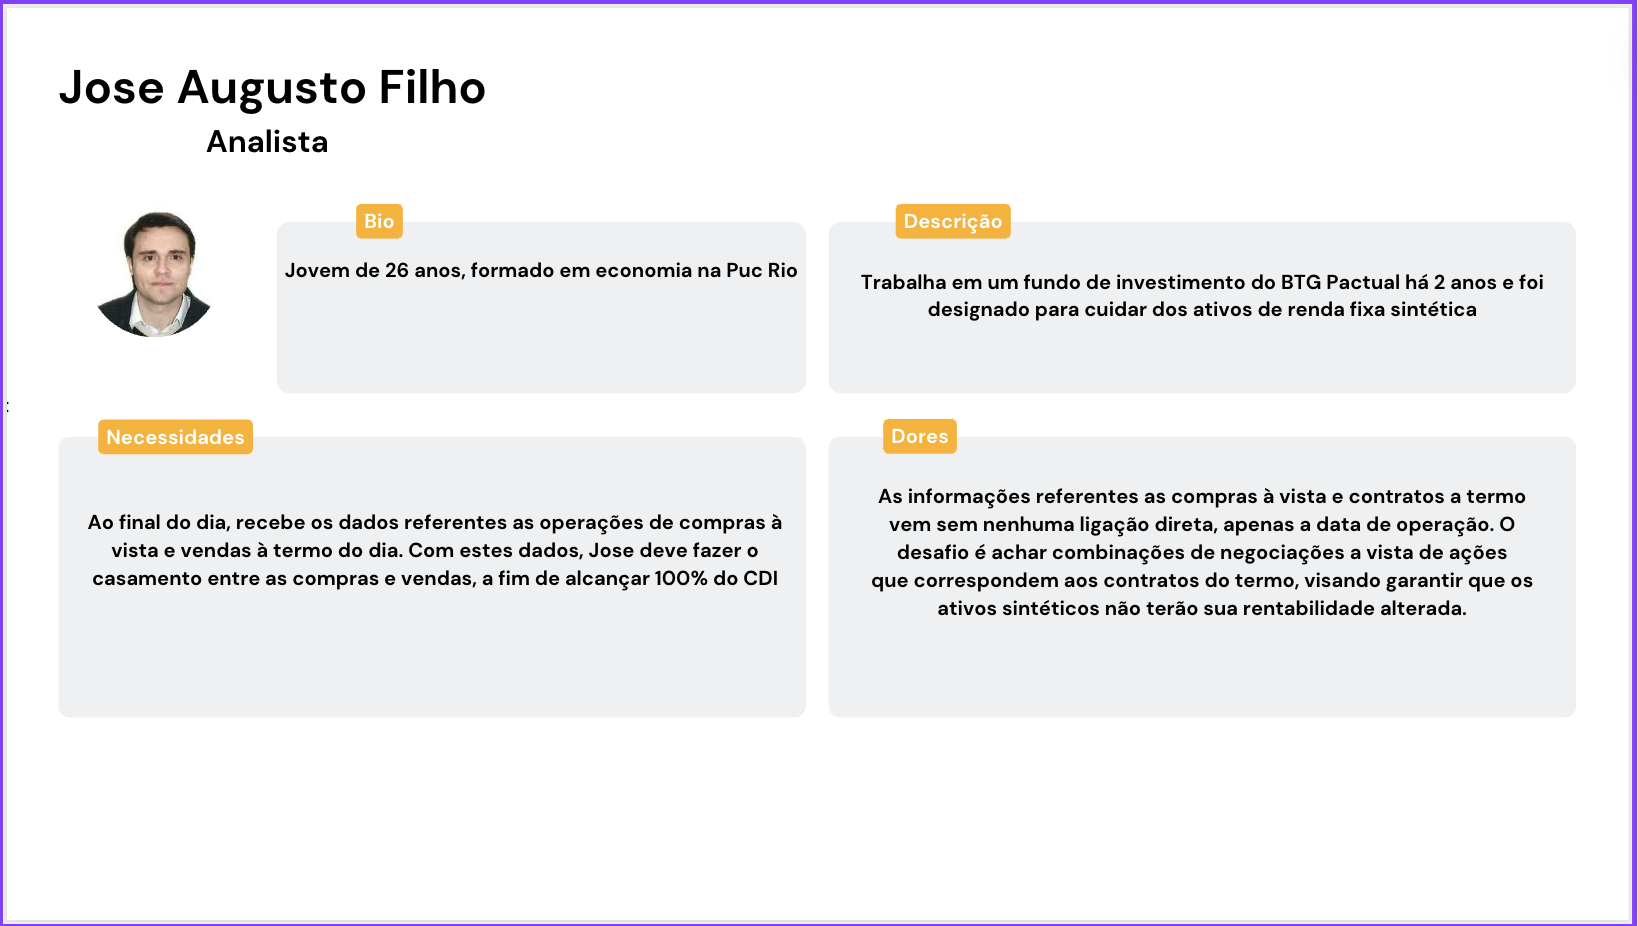 Jose Augusto Filho
Analista
Bio
Jovem de 26 anos, formado em economia na Puc Rio
Descrição
Trabalha em um fundo de investimento do BTG Pactual há 2 anos e foi
designado para cuidar dos ativos de renda fixa sintética
:
Necessidades
Ao final do dia, recebe os dados referentes as operações de compras à
vista e vendas à termo do dia. Com estes dados, Jose deve fazer o
casamento entre as compras e vendas, a fim de alcançar 100% do CDI
Dores
As informações referentes as compras à vista e contratos a termo
vem sem nenhuma ligação direta, apenas a data de operação. O
desafio é achar combinações de negociações a vista de ações
que correspondem aos contratos do termo, visando garantir que os
ativos sintéticos não terão sua rentabilidade alterada.